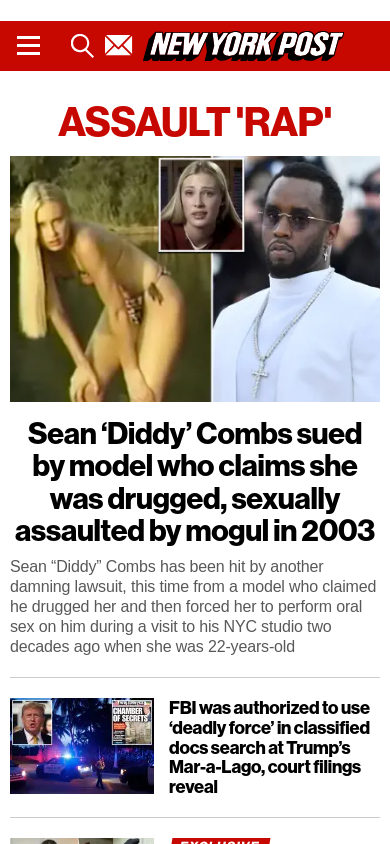 NEW YORK POST
ASSAULT 'RAP'
Sean ‘Diddy’ Combs sued
by model who claims she
was drugged, sexually
assaulted by mogul in 2003
Sean “Diddy” Combs has been hit by another
damning lawsuit, this time from a model who claimed
he drugged her and then forced her to perform oral
sex on him during a visit to his NYC studio two
decades ago when she was 22-years-old
CHAMBER
OF SECRETS
FBI was authorized to use
‘deadly force’ in classified
docs search at Trump’s
Mar-a-Lago, court filings
reveal
EXCLUSIVE